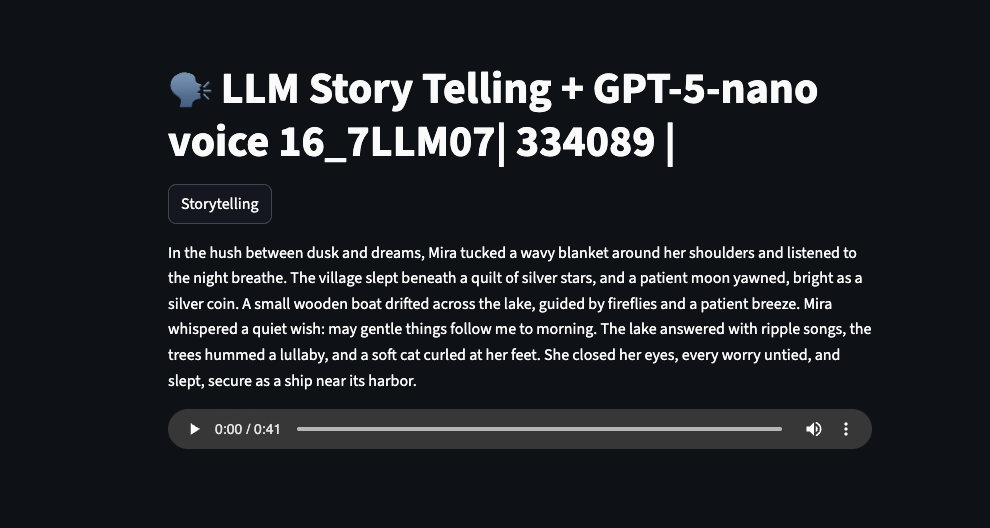 🗣️ LLM Story Telling + GPT-5-nano
voice 16_7LLM07| 334089 |
Storytelling
In the hush between dusk and dreams, Mira tucked a wavy blanket around her shoulders and listened to
the night breathe. The village slept beneath a quilt of silver stars, and a patient moon yawned, bright as a
silver coin. A small wooden boat drifted across the lake, guided by fireflies and a patient breeze. Mira
whispered a quiet wish: may gentle things follow me to morning. The lake answered with ripple songs, the
trees hummed a lullaby, and a soft cat curled at her feet. She closed her eyes, every worry untied, and
slept, secure as a ship near its harbor.
0:00 / 0:41